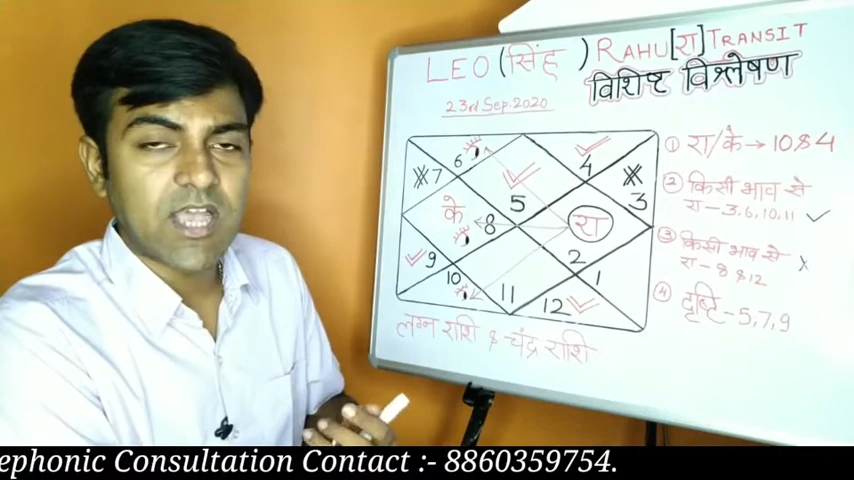 LEO (सिंह) RAHU[रा] TRANSIT
विशिष्ट विश्लेषण
23rd Sep. 2020
6
4
7
5
3
के
8
रा
2
9
10
11
12
1
लग्न राशि & चंद्र राशि
① रा/के → 10 & 4
② किसी भाव से
रा - 3, 6, 10, 11 ✓
③ किसी भाव से
रा - 8 & 12 ×
④ दृष्टि - 5, 7, 9
ephonic Consultation Contact :- 8860359754.